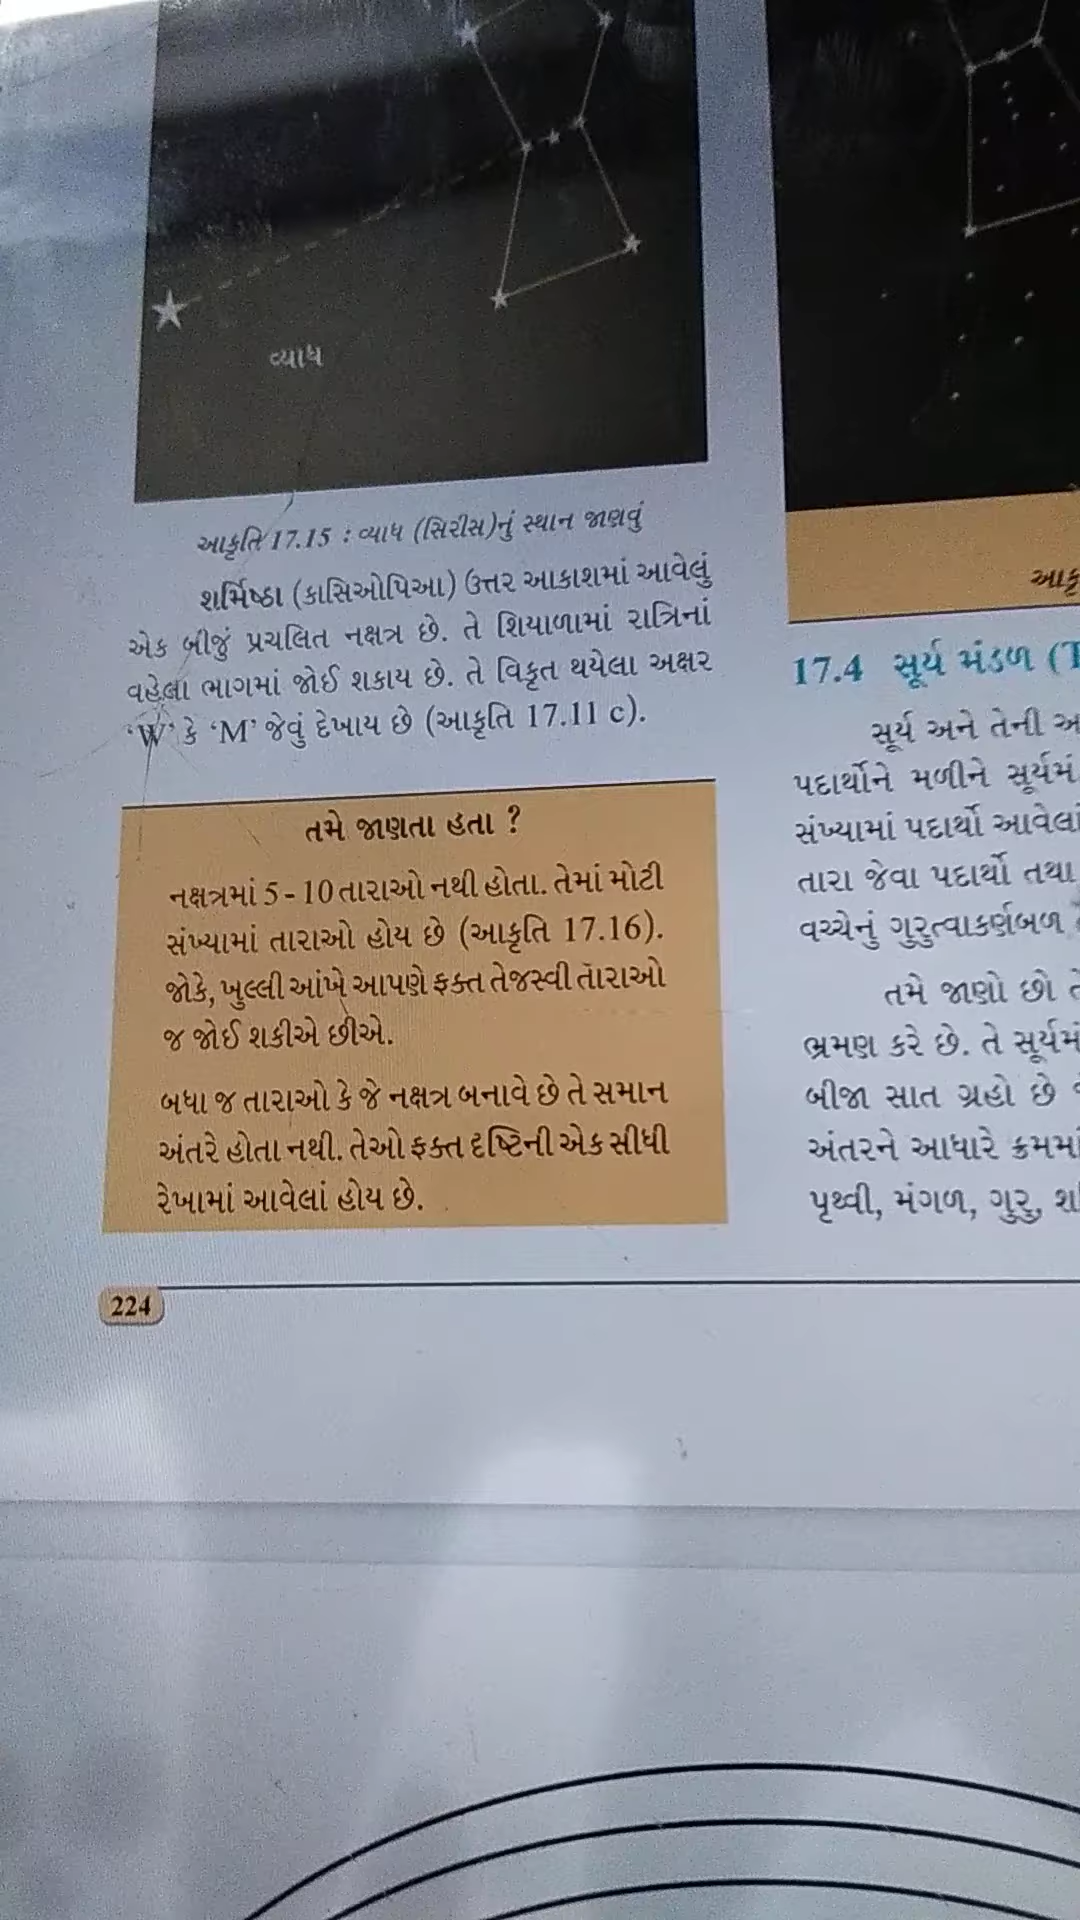 વ્યાધ
આકૃતિ 17.15 : વ્યાધ (સિરીસ)નું સ્થાન જાણવું
શર્મિષ્ઠા (કાસિઓપિઆ) ઉત્તર આકાશમાં આવેલું
એક બીજું પ્રચલિત નક્ષત્ર છે. તે શિયાળામાં રાત્રિનાં
વહેલા ભાગમાં જોઈ શકાય છે. તે વિકૃત થયેલા અક્ષર
‘W’ કે ‘M’ જેવું દેખાય છે (આકૃતિ 17.11 c).
તમે જાણતા હતા ?
નક્ષત્રમાં 5 - 10 તારાઓ નથી હોતા. તેમાં મોટી
સંખ્યામાં તારાઓ હોય છે (આકૃતિ 17.16).
જોકે, ખુલ્લી આંખે આપણે ફક્ત તેજસ્વી તારાઓ
જ જોઈ શકીએ છીએ.
બધા જ તારાઓ કે જે નક્ષત્ર બનાવે છે તે સમાન
અંતરે હોતા નથી. તેઓ ફક્ત દૃષ્ટિની એક સીધી
રેખામાં આવેલાં હોય છે.
224
17.4 સૂર્ય મંડળ (T
સૂર્ય અને તેની
પદાર્થોને મળીને
સંખ્યામાં પદાર્થો આવેલાં
તારા જેવા પદાર્થો તથા
વચ્ચેનું ગુરુત્વાકર્ણબળ
તમે જાણો છો
ભ્રમણ કરે છે. તે
બીજા સાત ગ્રહો છે
અંતરને આધારે
પૃથ્વી, મંગળ, ગુરુ,